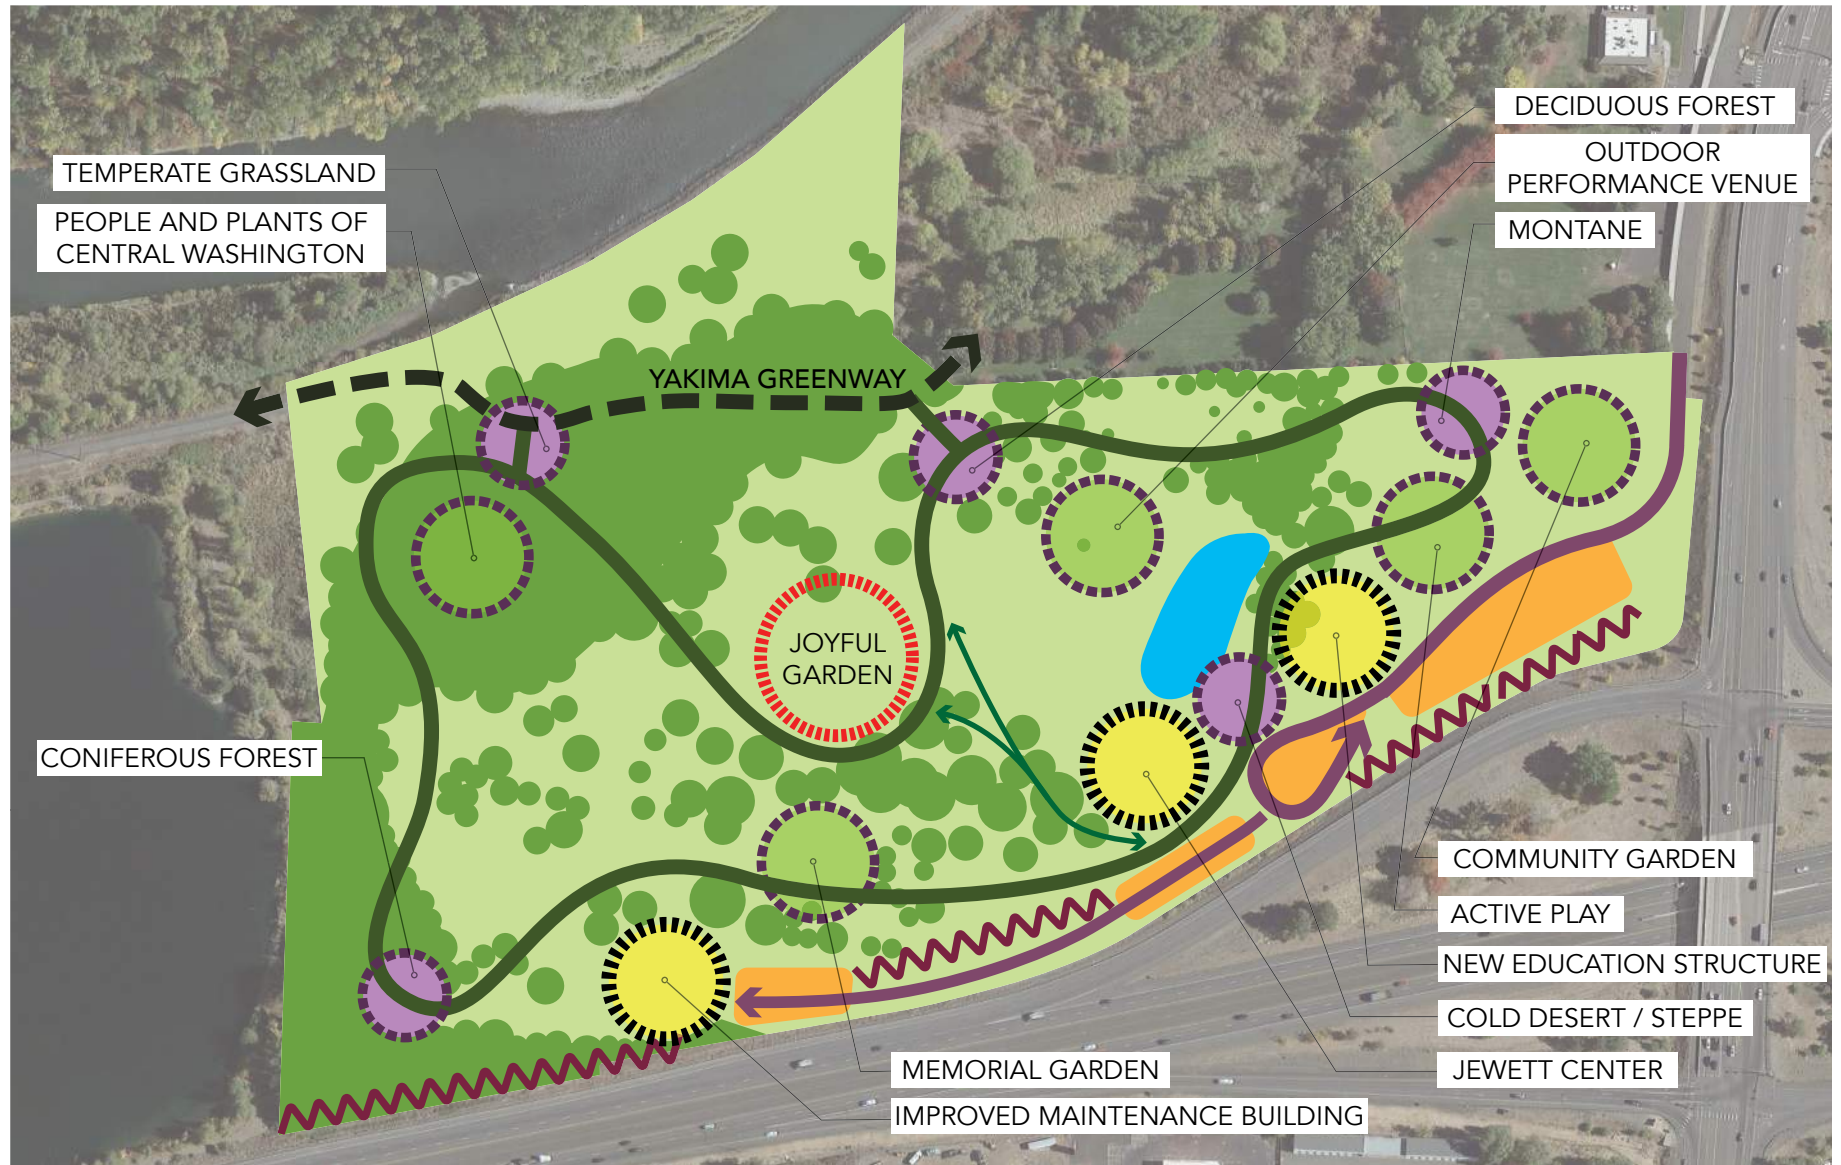 DECIDUOUS FOREST
OUTDOOR
PERFORMANCE VENUE
MONTANE
TEMPERATE GRASSLAND
PEOPLE AND PLANTS OF
CENTRAL WASHINGTON
YAKIMA GREENWAY
JOYFUL
GARDEN
CONIFEROUS FOREST
COMMUNITY GARDEN
ACTIVE PLAY
NEW EDUCATION STRUCTURE
COLD DESERT / STEPPE
JEWETT CENTER
MEMORIAL GARDEN
IMPROVED MAINTENANCE BUILDING